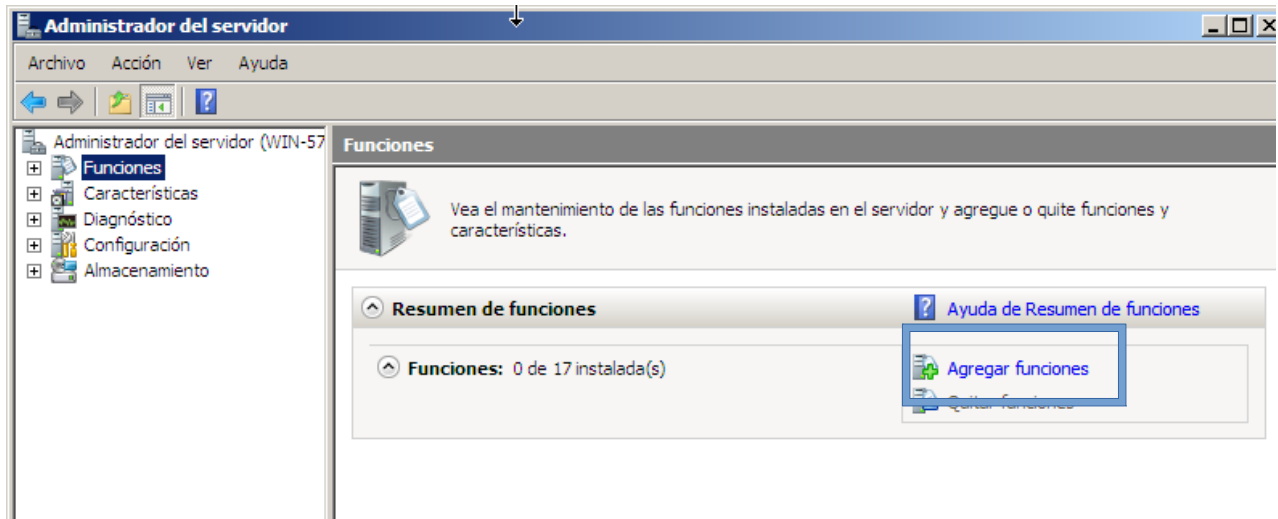 Administrador del servidor
Archivo Acción Ver Ayuda
Administrador del servidor (WIN-57
Funciones
Características
Diagnóstico
Configuración
Almacenamiento
Funciones
Vea el mantenimiento de las funciones instaladas en el servidor y agregue o quite funciones y
características.
Resumen de funciones
Ayuda de Resumen de funciones
Funciones: 0 de 17 instalada(s)
Agregar funciones
Quitar funciones